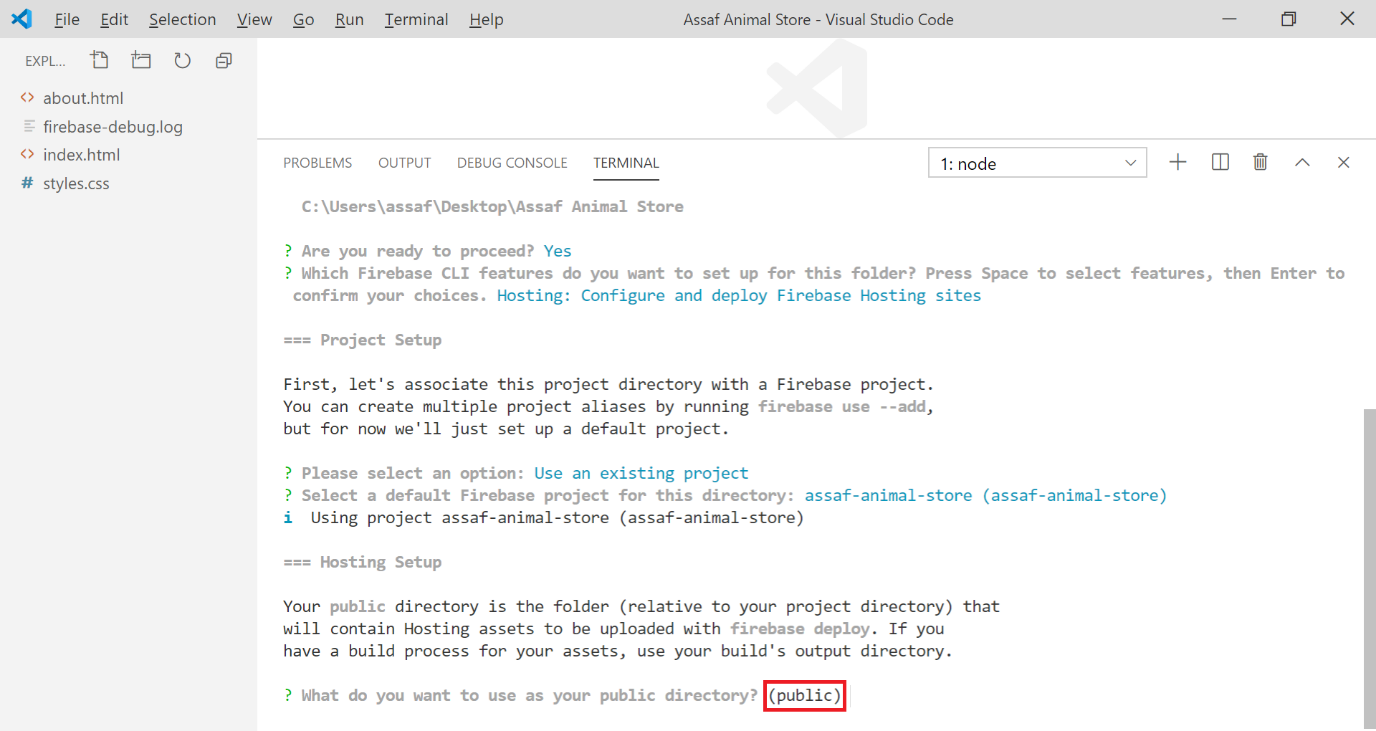 File Edit Selection View Go Run Terminal Help Assaf Animal Store - Visual Studio Code
EXPL...
about.html
firebase-debug.log
index.html
# styles.css
PROBLEMS OUTPUT DEBUG CONSOLE TERMINAL 1: node
C:\Users\assaf\Desktop\Assaf Animal Store
? Are you ready to proceed? Yes
? Which Firebase CLI features do you want to set up for this folder? Press Space to select features, then Enter to
confirm your choices. Hosting: Configure and deploy Firebase Hosting sites
=== Project Setup
First, let's associate this project directory with a Firebase project.
You can create multiple project aliases by running firebase use --add,
but for now we'll just set up a default project.
? Please select an option: Use an existing project
? Select a default Firebase project for this directory: assaf-animal-store (assaf-animal-store)
i Using project assaf-animal-store (assaf-animal-store)
=== Hosting Setup
Your public directory is the folder (relative to your project directory) that
will contain Hosting assets to be uploaded with firebase deploy. If you
have a build process for your assets, use your build's output directory.
? What do you want to use as your public directory? (public)